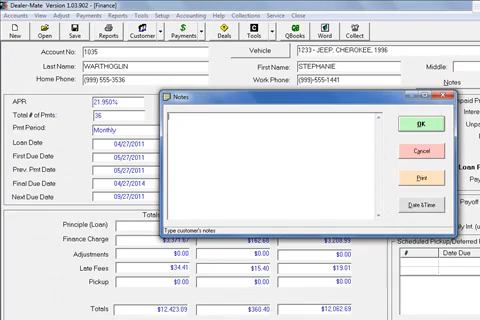 Dealer-Mate Version 1.03.902 - [Finance]
Accounts View Adjust Payments Reports Tools Setup Accounting Help Collections Service Close
New Open Save Reports Customer Payments Deals Tools QBooks Word Collect
Account No: 1035 Vehicle 1233 - JEEP, CHEROKEE, 1996
Last Name: WARTHOGLIN First Name: STEPHANIE Middle:
Home Phone: (999) 555-3536 Work Phone: (999)-555-1441 Notes
APR 21.950%
Total # of Pmts: 36
Pmt Period: Monthly
Loan Date 04/27/2011
First Due Date 05/27/2011
Prev. Pmt Date 05/27/2011
Final Due Date 04/27/2014
Next Due Date 09/27/2011
Notes
OK
Cancel
Print
Date &Time
Type customer's notes
Principle (Loan)
Finance Charge $3,371.67 $162.68 $3,208.99
Adjustments $0.00 $0.00 $0.00
Late Fees $34.41 $15.40 $19.01
Pickup $0.00 $0.00 $0.00
Totals $12,423.09 $360.40 $12,062.69
Payoff
Scheduled Pickup/Deferred
# Date Due